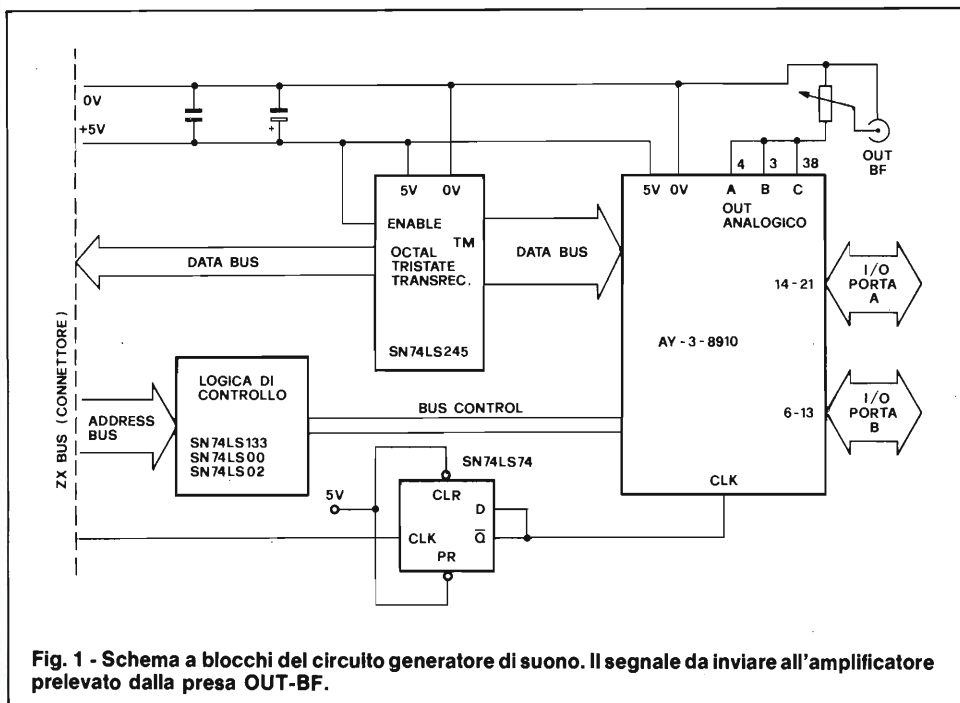 0V
+5V
OUT
BF
4 3 38
5V 0V
5V 0V A B C
OUT
ANALOGICO
ENABLE
TM
OCTAL
TRISTATE
TRANSREC.
SN74LS245
DATA BUS
DATA BUS
14-21
I/O
PORTA
A
AY-3-8910
ZX BUS (CONNETTORE)
ADDRESS
BUS
LOGICA DI
CONTROLLO
SN74LS133
SN74LS00
SN74LS02
BUS CONTROL
6-13
I/O
PORTA
B
SN74LS74
5V
CLR
D
CLK
Q̅
PR
CLK
Fig. 1 - Schema a blocchi del circuito generatore di suono. Il segnale da inviare all'amplificatore
prelevato dalla presa OUT-BF.